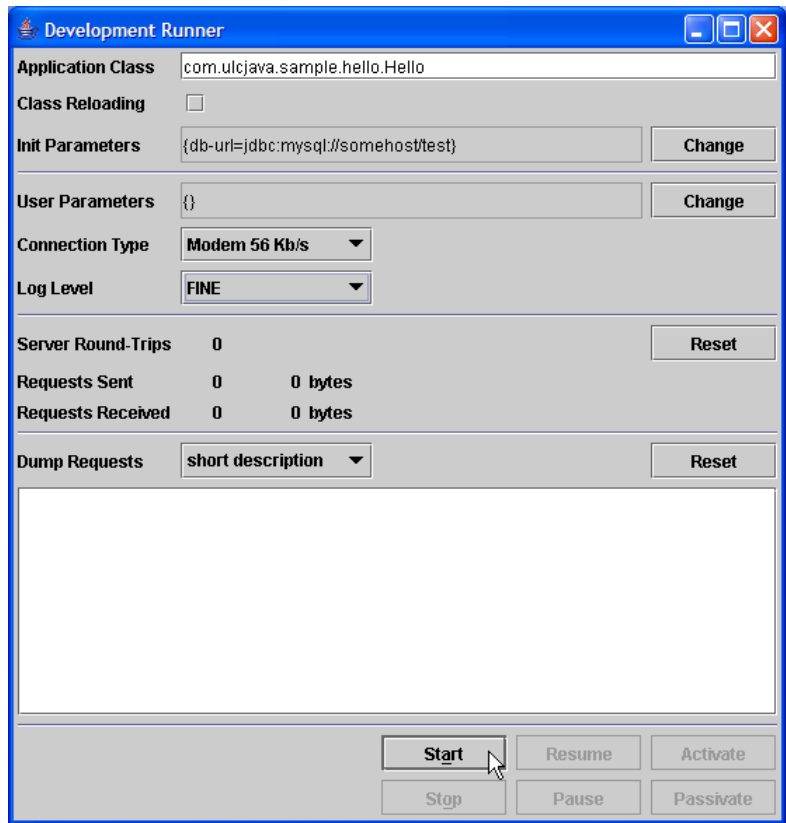 Development Runner
Application Class com.ulcjava.sample.hello.Hello
Class Reloading
Init Parameters {db-url=jdbc:mysql://somehost/test} Change
User Parameters {} Change
Connection Type Modem 56 Kb/s
Log Level FINE
Server Round-Trips 0 Reset
Requests Sent 0 0 bytes
Requests Received 0 0 bytes
Dump Requests short description Reset
Start Resume Activate
Stop Pause Passivate